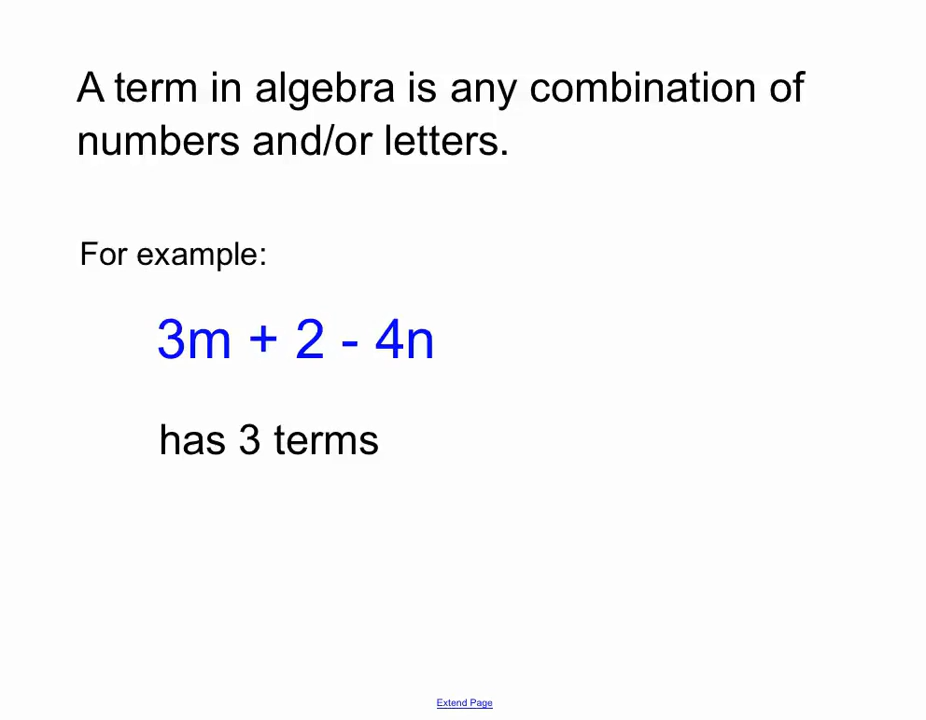 A term in algebra is any combination of
numbers and/or letters.
For example:
3m + 2 - 4n
has 3 terms
Extend Page